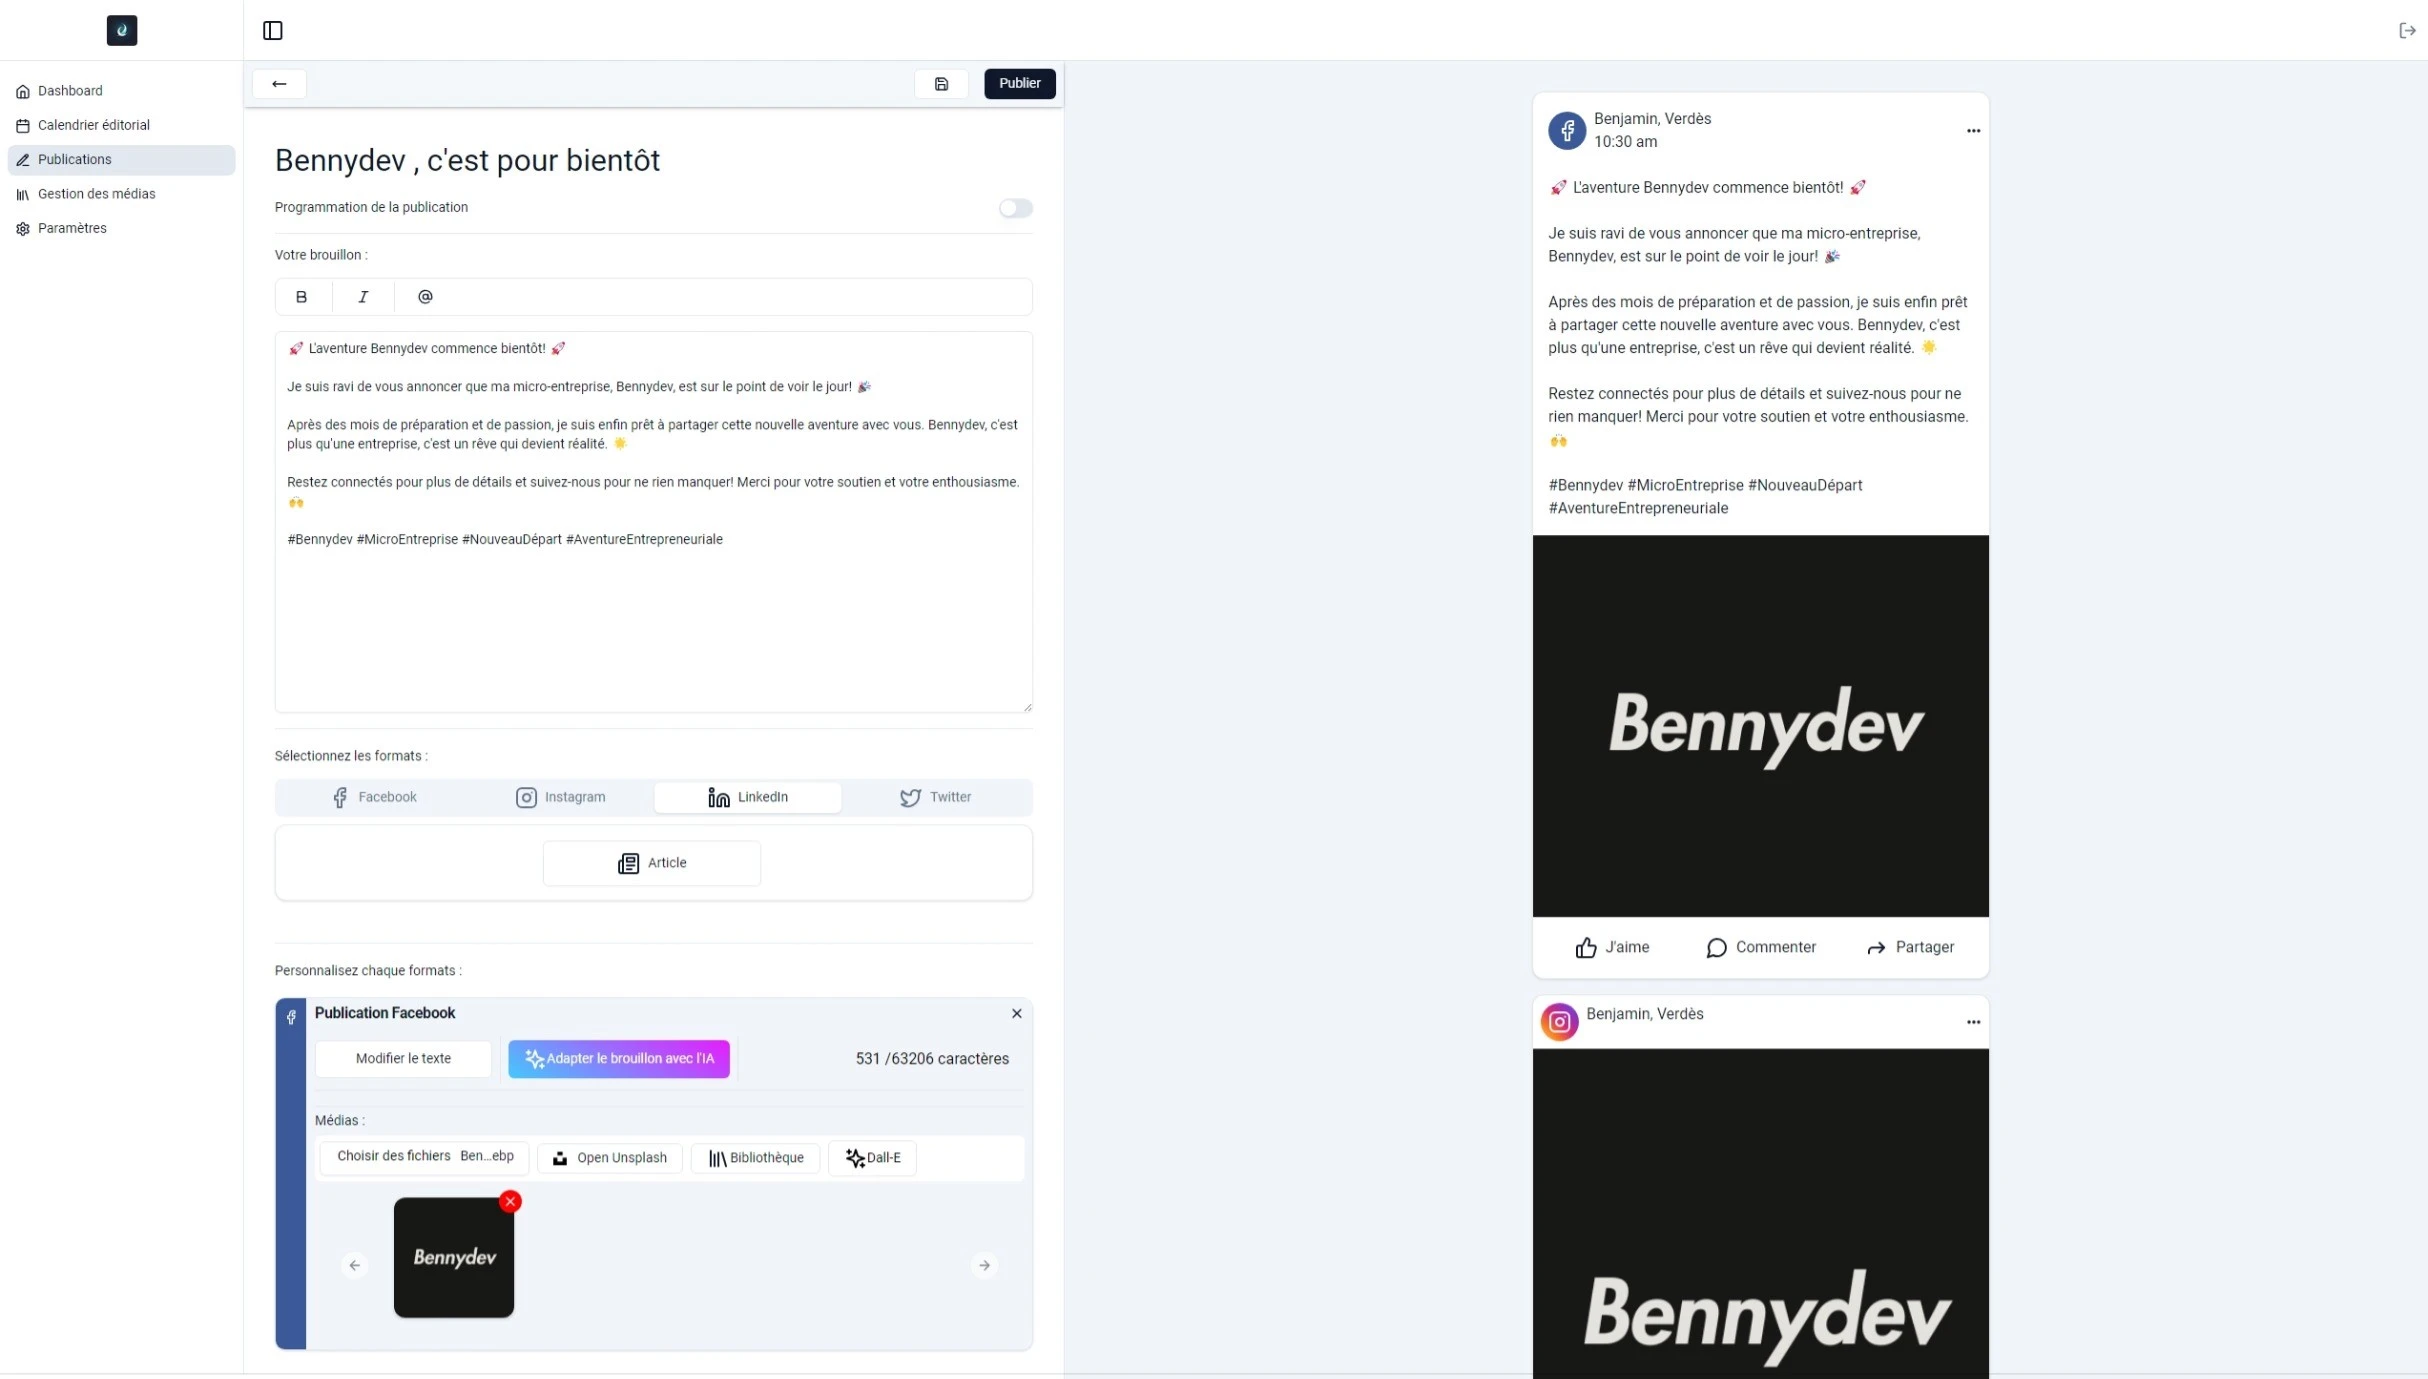 Dashboard
Calendrier éditorial
Publications
Gestion des médias
Paramètres
Publier
Bennydev , c'est pour bientôt
Programmation de la publication
Votre brouillon :
B I @
🚀 L'aventure Bennydev commence bientôt! 🚀
Je suis ravi de vous annoncer que ma micro-entreprise, Bennydev, est sur le point de voir le jour! 🎉
Après des mois de préparation et de passion, je suis enfin prêt à partager cette nouvelle aventure avec vous. Bennydev, c'est
plus qu'une entreprise, c'est un rêve qui devient réalité. 🌟
Restez connectés pour plus de détails et suivez-nous pour ne rien manquer! Merci pour votre soutien et votre enthousiasme.
🙌
#Bennydev #MicroEntreprise #NouveauDépart #AventureEntrepreneuriale
Sélectionnez les formats :
Facebook Instagram LinkedIn Twitter
Article
Personnalisez chaque formats :
Publication Facebook
Modifier le texte Adapter le brouillon avec l'IA 531 /63206 caractères
Médias :
Choisir des fichiers Ben...ebp Open Unsplash Bibliothèque Dall-E
Bennydev
Benjamin, Verdès
10:30 am
🚀 L'aventure Bennydev commence bientôt! 🚀
Je suis ravi de vous annoncer que ma micro-entreprise,
Bennydev, est sur le point de voir le jour! 🎉
Après des mois de préparation et de passion, je suis enfin prêt
à partager cette nouvelle aventure avec vous. Bennydev, c'est
plus qu'une entreprise, c'est un rêve qui devient réalité. 🌟
Restez connectés pour plus de détails et suivez-nous pour ne
rien manquer! Merci pour votre soutien et votre enthousiasme.
🙌
#Bennydev #MicroEntreprise #NouveauDépart
#AventureEntrepreneuriale
Bennydev
J'aime Commenter Partager
Benjamin, Verdès
Bennydev